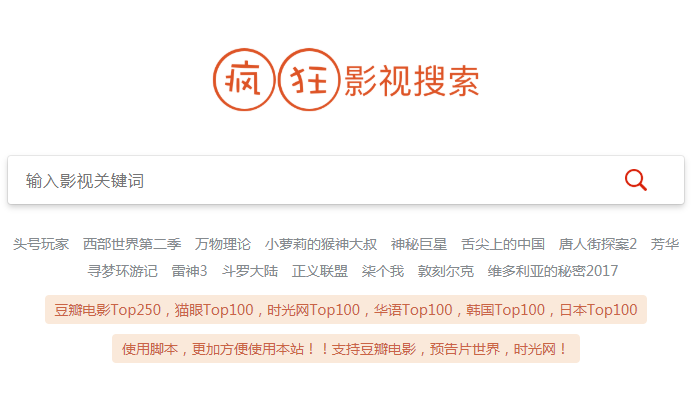 疯狂影视搜索
输入影视关键词
头号玩家 西部世界第二季 万物理论 小萝莉的猴神大叔 神秘巨星 舌尖上的中国 唐人街探案2 芳华
寻梦环游记 雷神3 斗罗大陆 正义联盟 柒个我 敦刻尔克 维多利亚的秘密2017
豆瓣电影Top250，猫眼Top100，时光网Top100，华语Top100，韩国Top100，日本Top100
使用脚本，更加方便使用本站！！支持豆瓣电影，预告片世界，时光网！